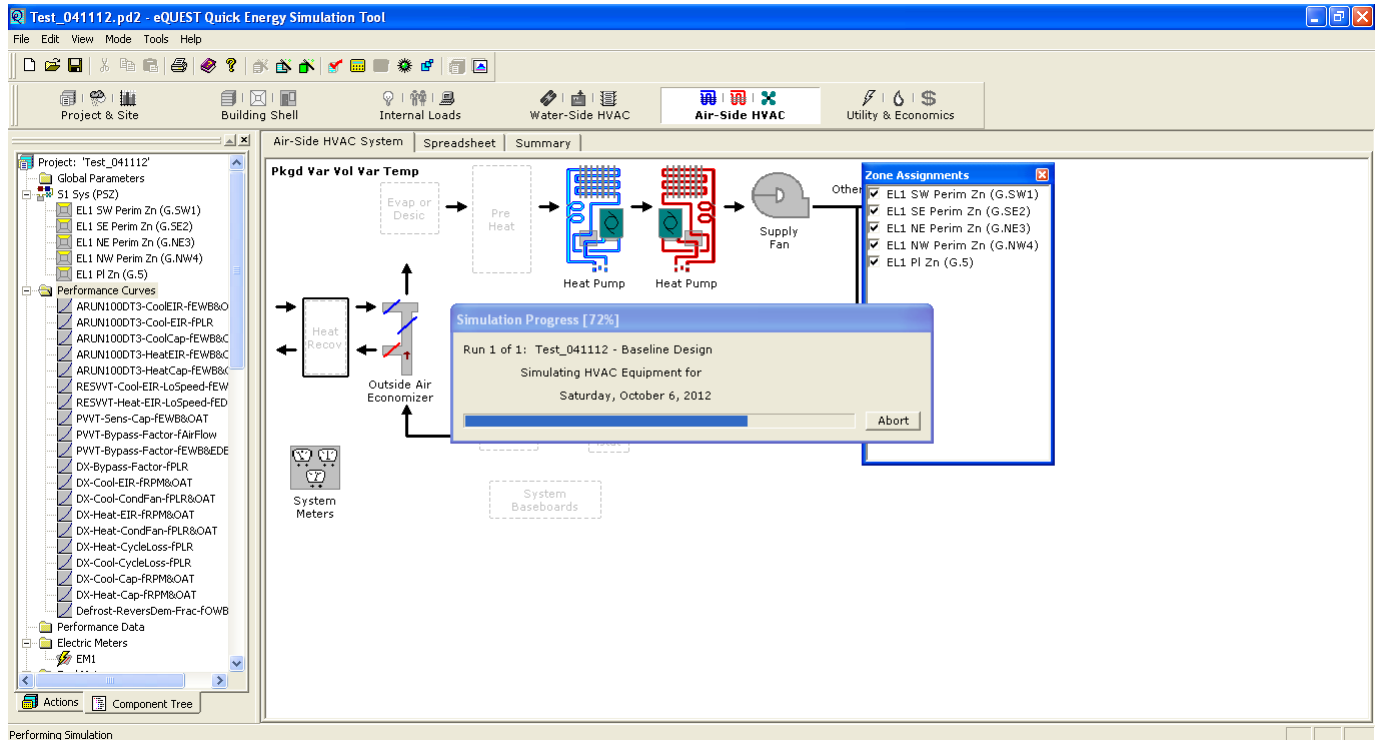 Test_041112.pd2 - eQUEST Quick Energy Simulation Tool
File Edit View Mode Tools Help
Project & Site
Building Shell
Internal Loads
Water-Side HVAC
Air-Side HVAC
Utility & Economics
Project: 'Test_041112'
Global Parameters
S1 Sys (PSZ)
EL1 SW Perim Zn (G.SW1)
EL1 SE Perim Zn (G.SE2)
EL1 NE Perim Zn (G.NE3)
EL1 NW Perim Zn (G.NW4)
EL1 Pl Zn (G.5)
Performance Curves
ARUN100DT3-CoolEIR-fEWB&O
ARUN100DT3-Cool-EIR-fPLR
ARUN100DT3-CoolCap-fEWB&C
ARUN100DT3-HeatEIR-fEWB&C
ARUN100DT3-HeatCap-fEWB&C
RESVVT-Cool-EIR-LoSpeed-fEW
RESVVT-Heat-EIR-LoSpeed-fED
PVVT-Sens-Cap-fEWB&OAT
PVVT-Bypass-Factor-fAirFlow
PVVT-Bypass-Factor-fEWB&EDE
DX-Bypass-Factor-fPLR
DX-Cool-EIR-fRPM&OAT
DX-Cool-CondFan-fPLR&OAT
DX-Heat-EIR-fRPM&OAT
DX-Heat-CondFan-fPLR&OAT
DX-Heat-CycleLoss-fPLR
DX-Cool-CycleLoss-fPLR
DX-Cool-Cap-fRPM&OAT
DX-Heat-Cap-fRPM&OAT
Defrost-ReversDem-Frac-fOWB
Performance Data
Electric Meters
EM1
Actions
Component Tree
Air-Side HVAC System
Spreadsheet
Summary
Pkgd Var Vol Var Temp
Evap or
Desic
Pre
Heat
Heat Pump
Heat Pump
Supply
Fan
Other
Heat
Recov
Outside Air
Economizer
System
Meters
System
Baseboards
Zone Assignments
EL1 SW Perim Zn (G.SW1)
EL1 SE Perim Zn (G.SE2)
EL1 NE Perim Zn (G.NE3)
EL1 NW Perim Zn (G.NW4)
EL1 Pl Zn (G.5)
Simulation Progress [72%]
Run 1 of 1: Test_041112 - Baseline Design
Simulating HVAC Equipment for
Saturday, October 6, 2012
Abort
Performing Simulation